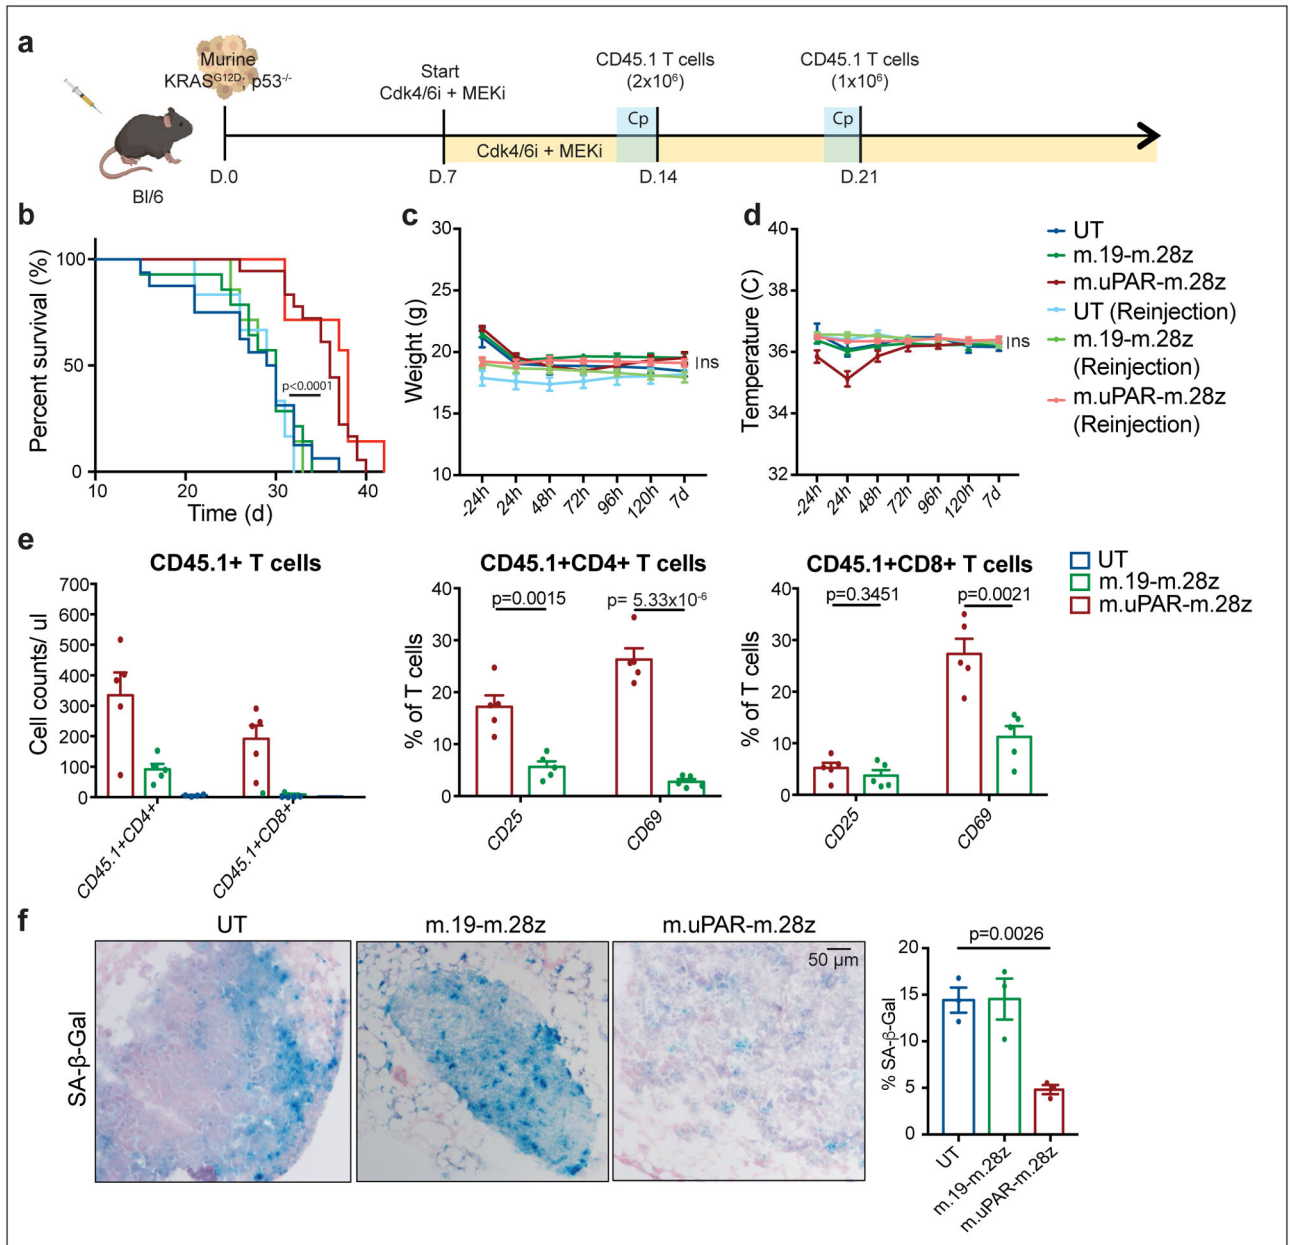 a
Murine
KRASG12D; p53-/-
Bl/6
Start
Cdk4/6i + MEKi
CD45.1 T cells
(2x10⁶)
CD45.1 T cells
(1x10⁶)
Cp
Cp
Cdk4/6i + MEKi
D.0
D.7
D.14
D.21
b
Percent survival (%)
100
50
0
p<0.0001
10
20
30
40
Time (d)
c
Weight (g)
30
25
20
15
10
ns
-24h
24h
48h
72h
96h
120h
7d
d
Temperature (C)
40
36
34
32
ns
-24h
24h
48h
72h
96h
120h
7d
UT
m.19-m.28z
m.uPAR-m.28z
UT (Reinjection)
m.19-m.28z
(Reinjection)
m.uPAR-m.28z
(Reinjection)
e
CD45.1+ T cells
Cell counts/ ul
700
600
500
400
300
200
100
0
CD45.1+CD4+
CD45.1+CD8+
CD45.1+CD4+ T cells
% of T cells
40
30
20
10
0
p=0.0015
p= 5.33x10⁻⁶
CD25
CD69
CD45.1+CD8+ T cells
% of T cells
40
30
20
10
0
p=0.3451
p=0.0021
CD25
CD69
UT
m.19-m.28z
m.uPAR-m.28z
f
SA-β-Gal
UT
m.19-m.28z
m.uPAR-m.28z
50 µm
% SA-β-Gal
20
15
10
5
0
p=0.0026
UT
m.19-m.28z
m.uPAR-m.28z